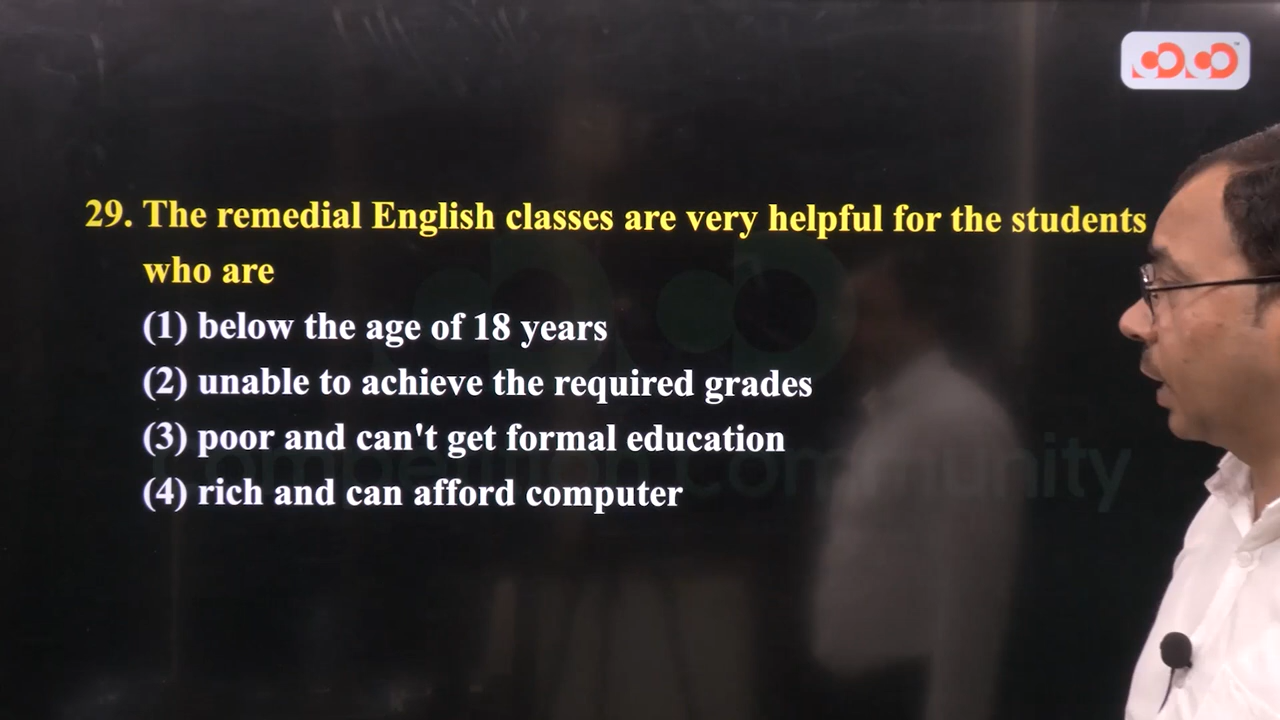 29. The remedial English classes are very helpful for the students
who are
(1) below the age of 18 years
(2) unable to achieve the required grades
(3) poor and can't get formal education
(4) rich and can afford computer
Competition Community